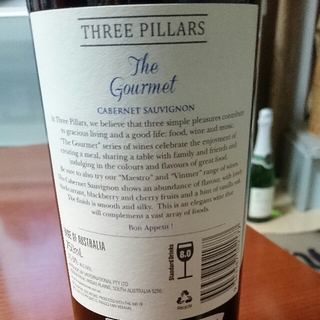 THREE PILLARS
The
Gourmet
CABERNET SAUVIGNON
At Three Pillars, we believe that three simple pleasures contribute
to gracious living and a good life: food, wine and music.
"The Gourmet" series of wines celebrate the enjoyment of
creating a meal, sharing a table with family and friends and
indulging in the colours and flavours of great food.
Be sure to also try our "Maestro" and "Vintner" range of wines.
The Cabernet Sauvignon shows an abundance of flavour, with
blackcurrant, blackberry and cherry fruits and a hint of vanilla oak.
The finish is smooth and silky. This is an elegant wine that
will complement a vast array of foods.
Bon Appetit!
WINE OF AUSTRALIA
750mL
Standard Drinks
8.0
SOUTH AUSTRALIA